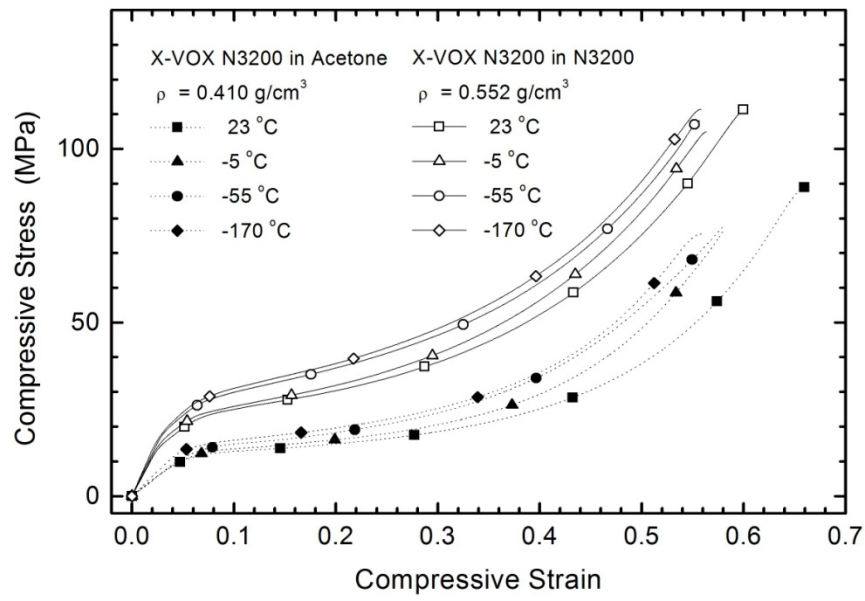 X-VOX N3200 in Acetone
ρ = 0.410 g/cm³
23 °C
-5 °C
-55 °C
-170 °C
X-VOX N3200 in N3200
ρ = 0.552 g/cm³
23 °C
-5 °C
-55 °C
-170 °C
Compressive Stress (MPa)
100
50
0
0.0 0.1 0.2 0.3 0.4 0.5 0.6 0.7
Compressive Strain